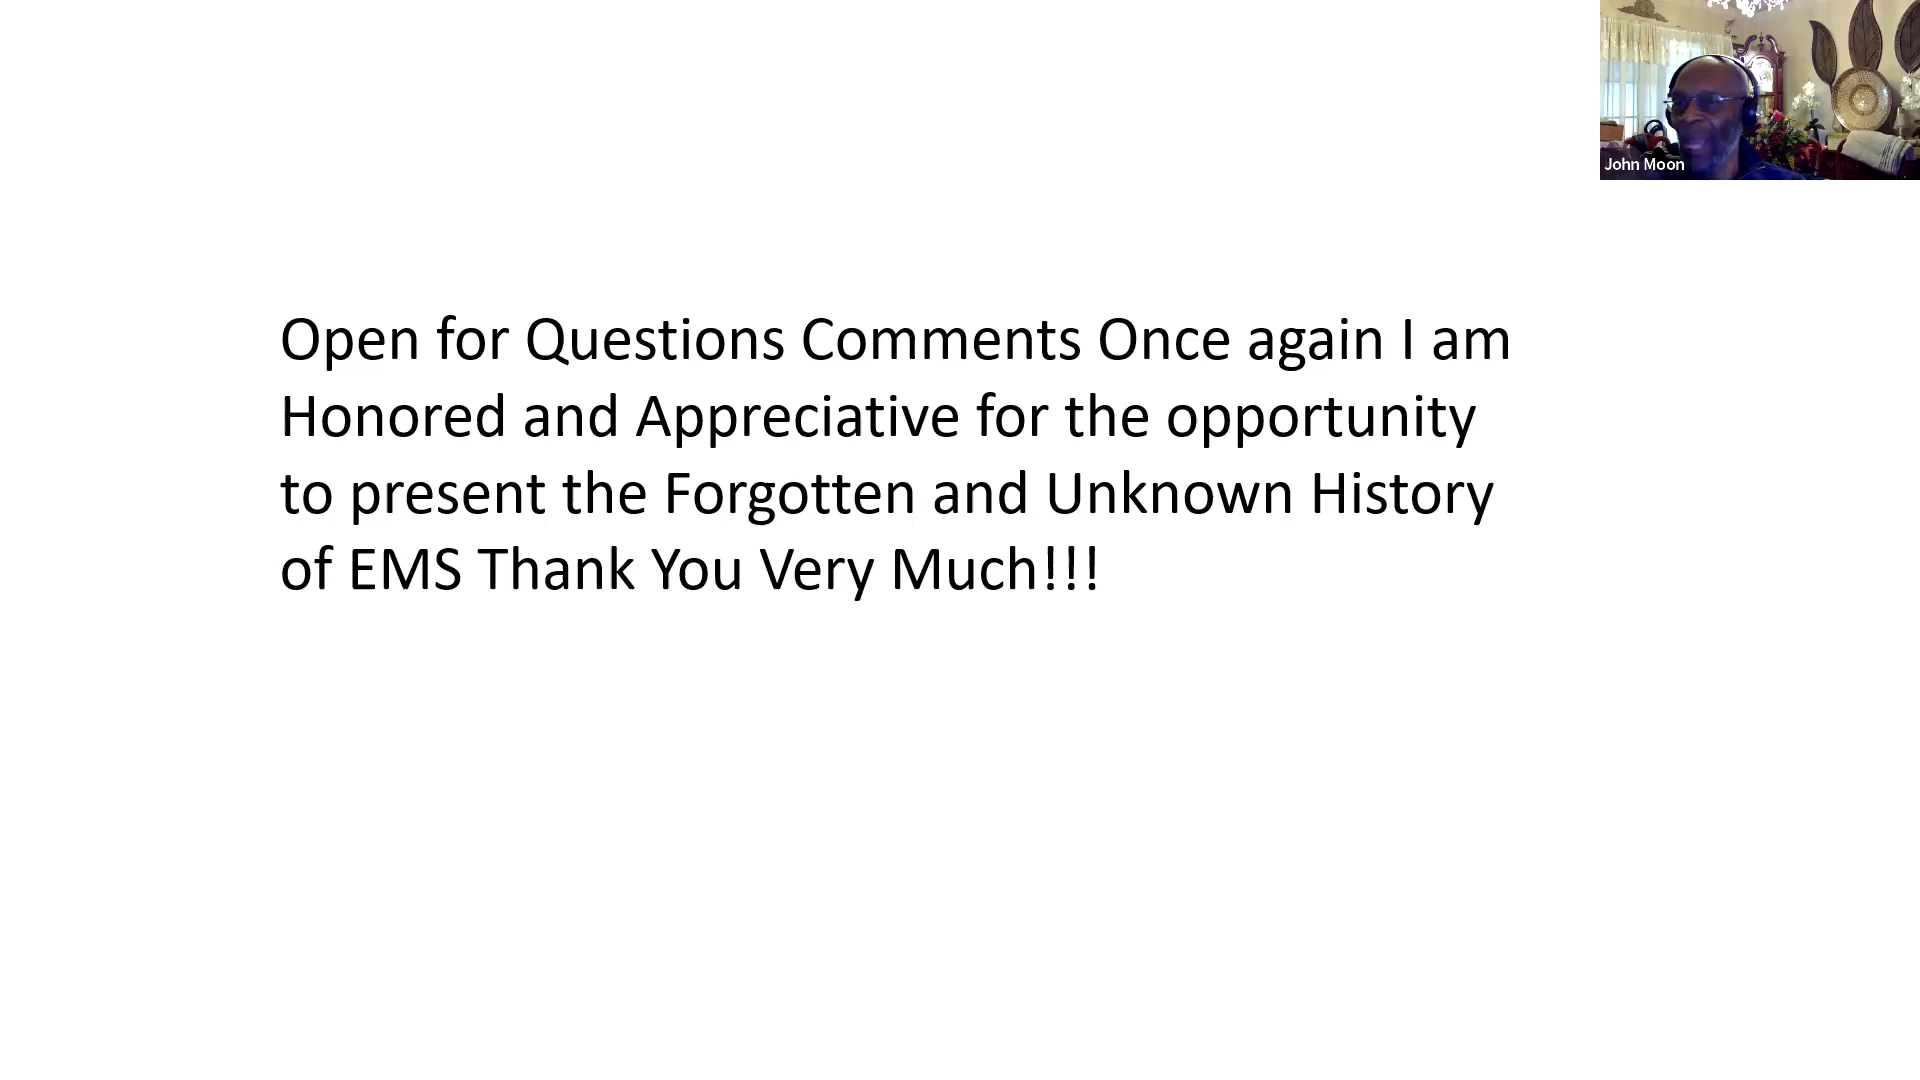 John Moon
Open for Questions Comments Once again I am
Honored and Appreciative for the opportunity
to present the Forgotten and Unknown History
of EMS Thank You Very Much!!!